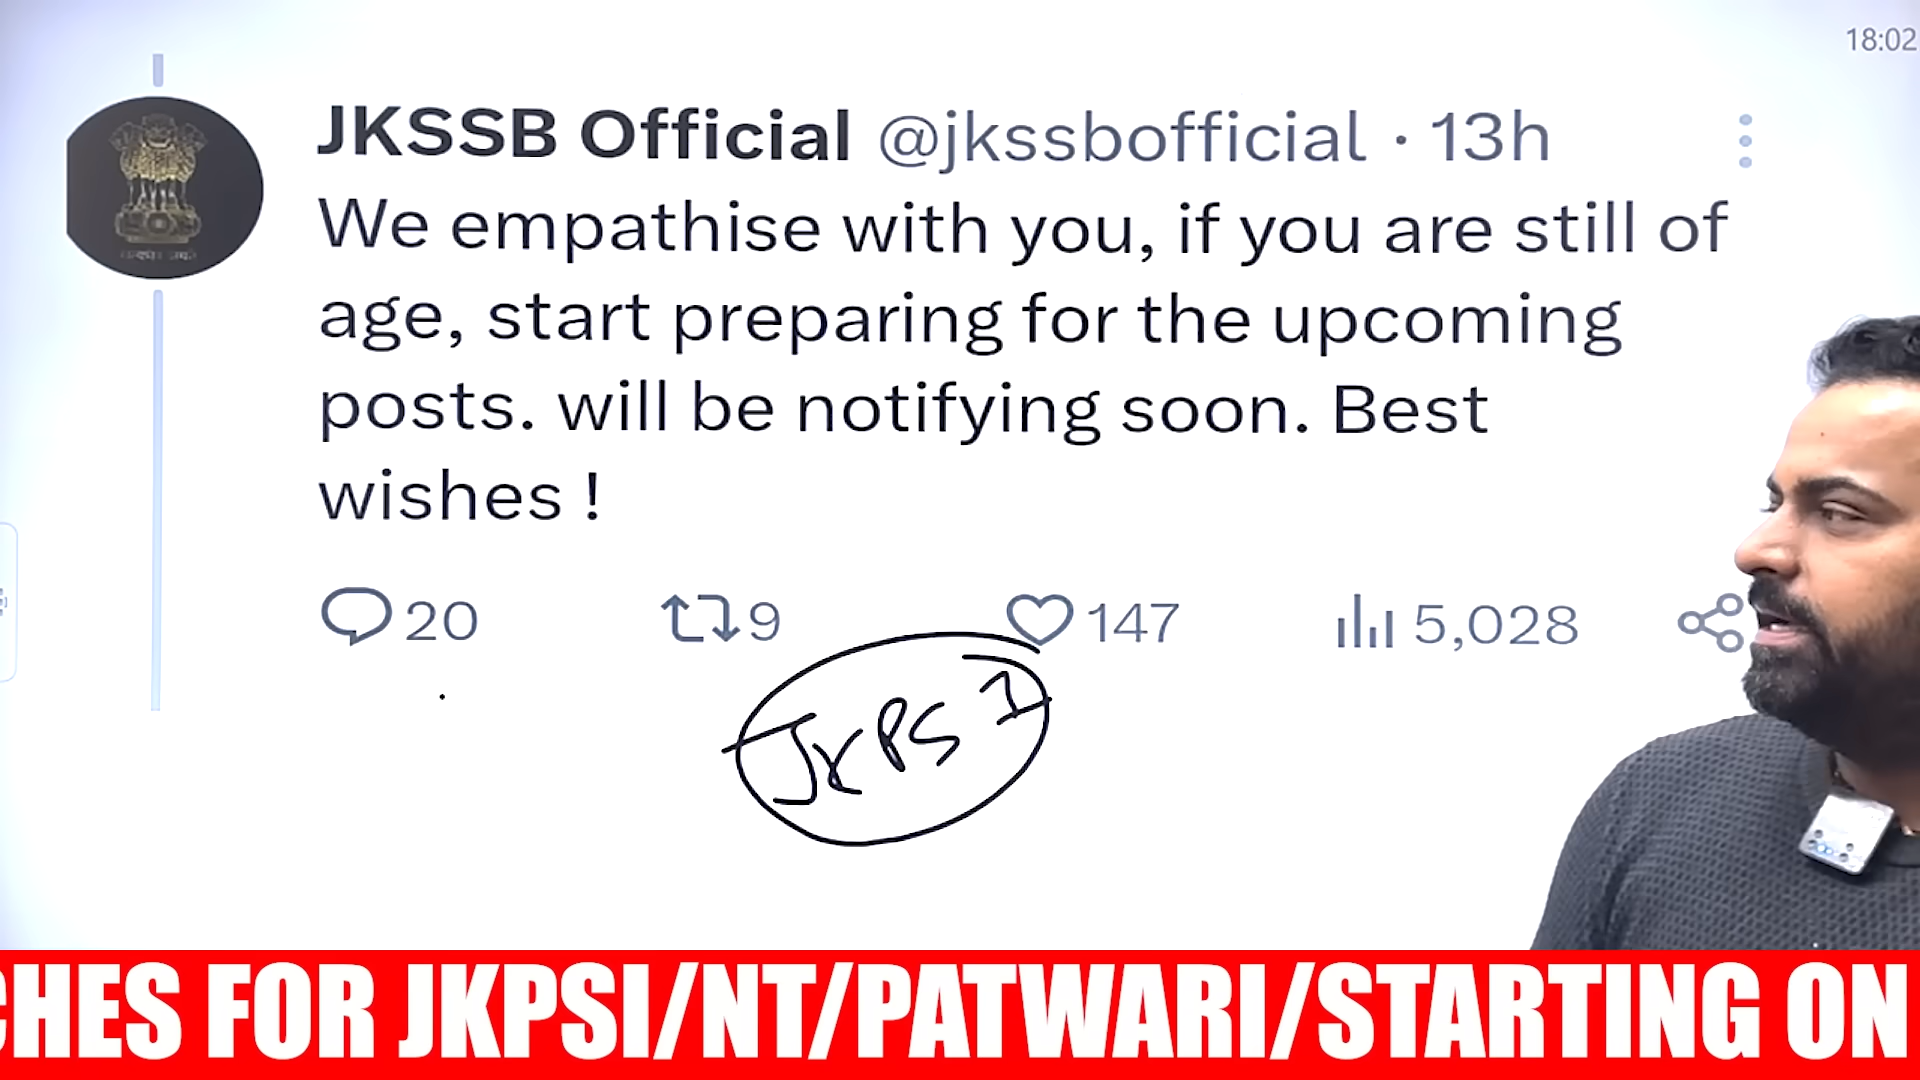 18:02
JKSSB Official @jkssbofficial · 13h
We empathise with you, if you are still of
age, start preparing for the upcoming
posts. will be notifying soon. Best
wishes !
20 9 147 5,028
JKPSI
CHES FOR JKPSI/NT/PATWARI/STARTING ON